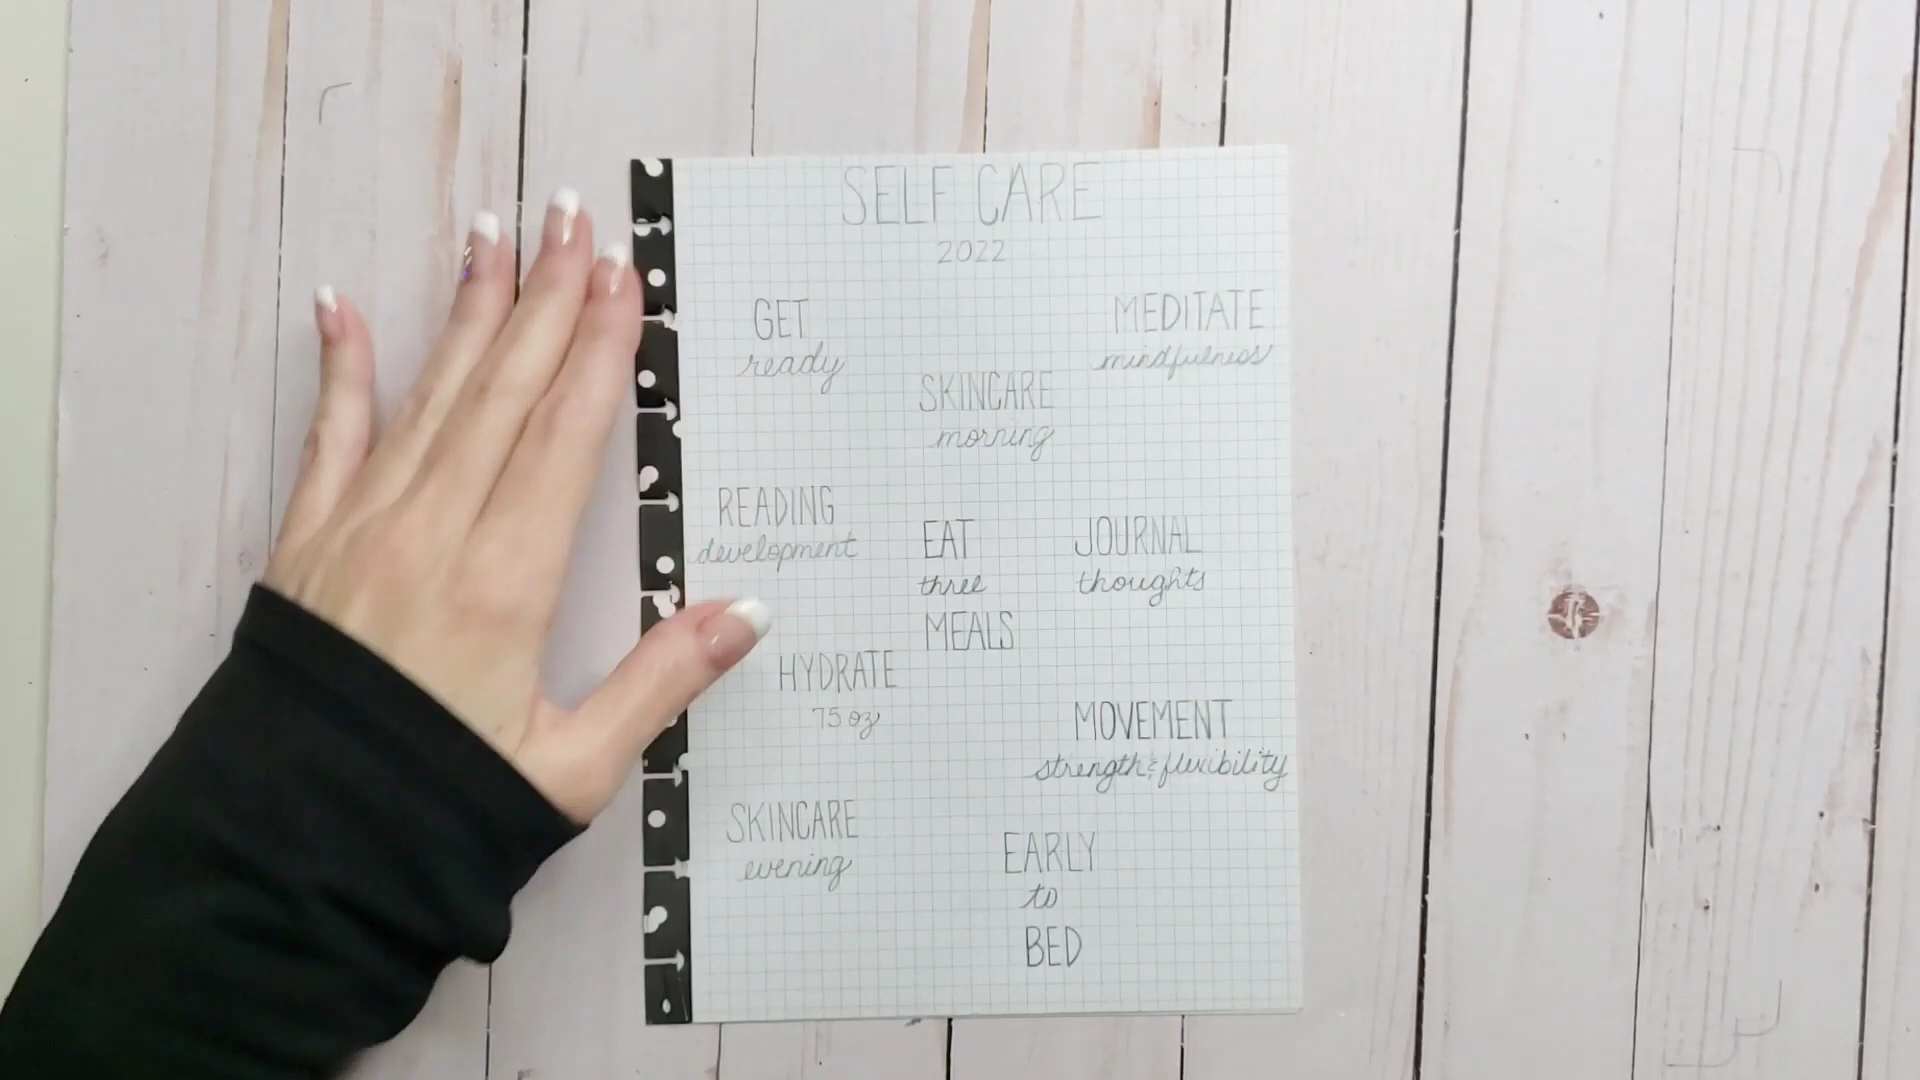 SELF CARE
2022
GET
ready
MEDITATE
mindfulness
SKINCARE
morning
READING
development
EAT
three
MEALS
JOURNAL
thoughts
HYDRATE
75 oz
MOVEMENT
strength & flexibility
SKINCARE
evening
EARLY
to
BED